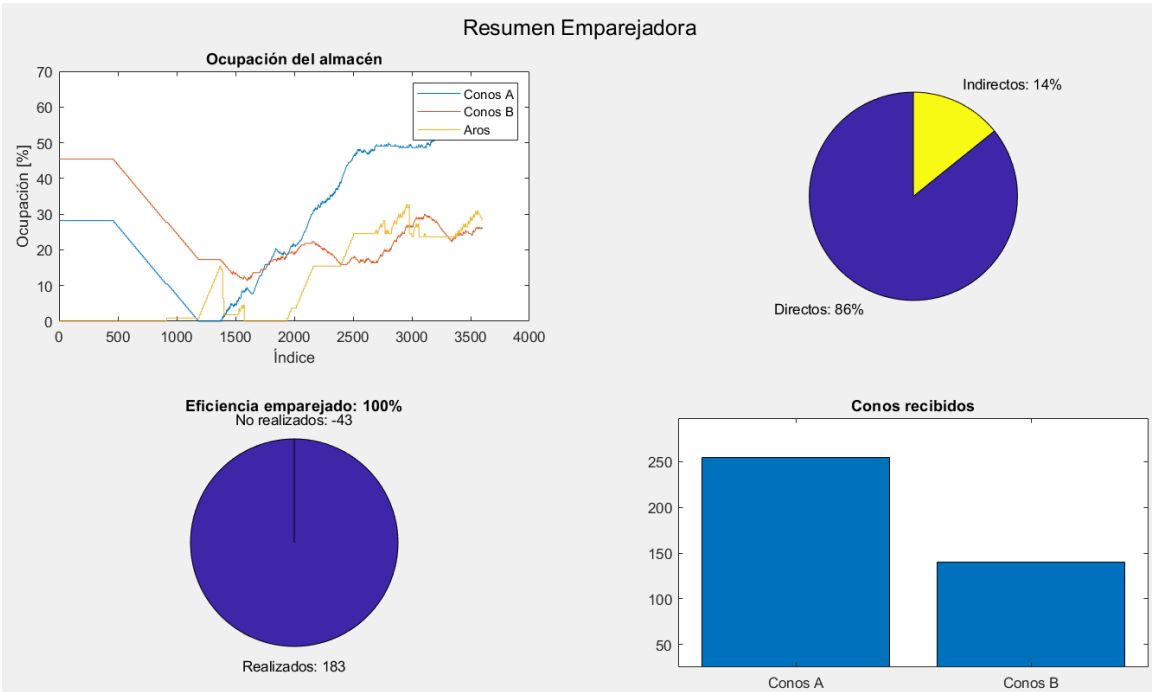 Resumen Emparejadora
Ocupación del almacén
Ocupación [%]
70
60
50
40
30
20
10
0
0 500 1000 1500 2000 2500 3000 3500 4000
Índice
Conos A
Conos B
Aros
Indirectos: 14%
Directos: 86%
Eficiencia emparejado: 100%
No realizados: -43
Realizados: 183
Conos recibidos
250
200
150
100
50
Conos A Conos B